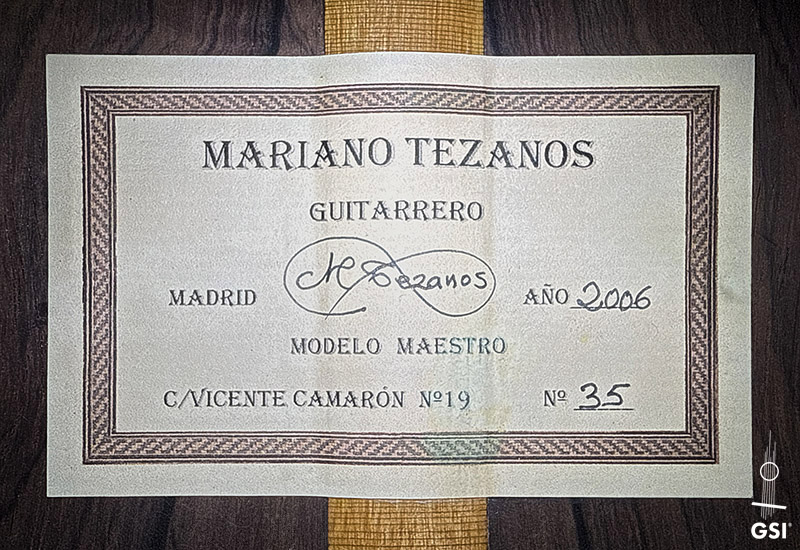 MARIANO TEZANOS
GUITARRERO
M Tezanos
MADRID AÑO 2006
MODELO MAESTRO
C/VICENTE CAMARÓN Nº19 Nº 35
GSI